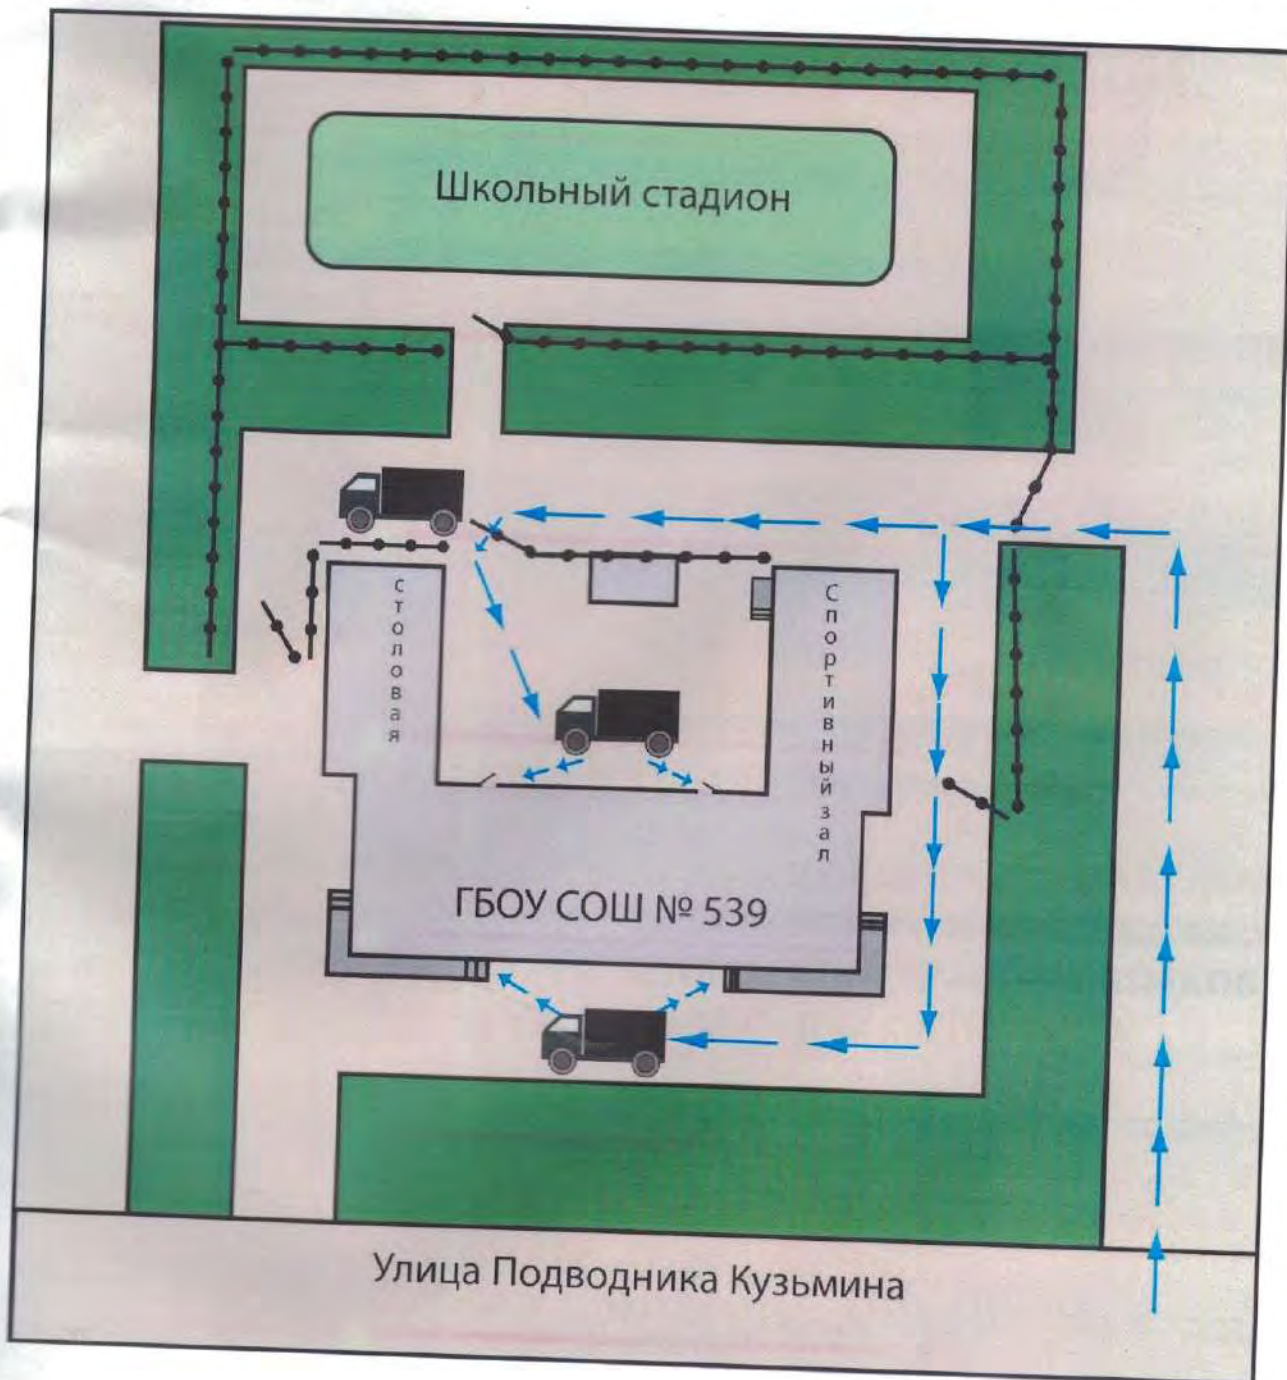 Школьный стадион
столовая
Спортивный зал
ГБОУ СОШ № 539
Улица Подводника Кузьмина